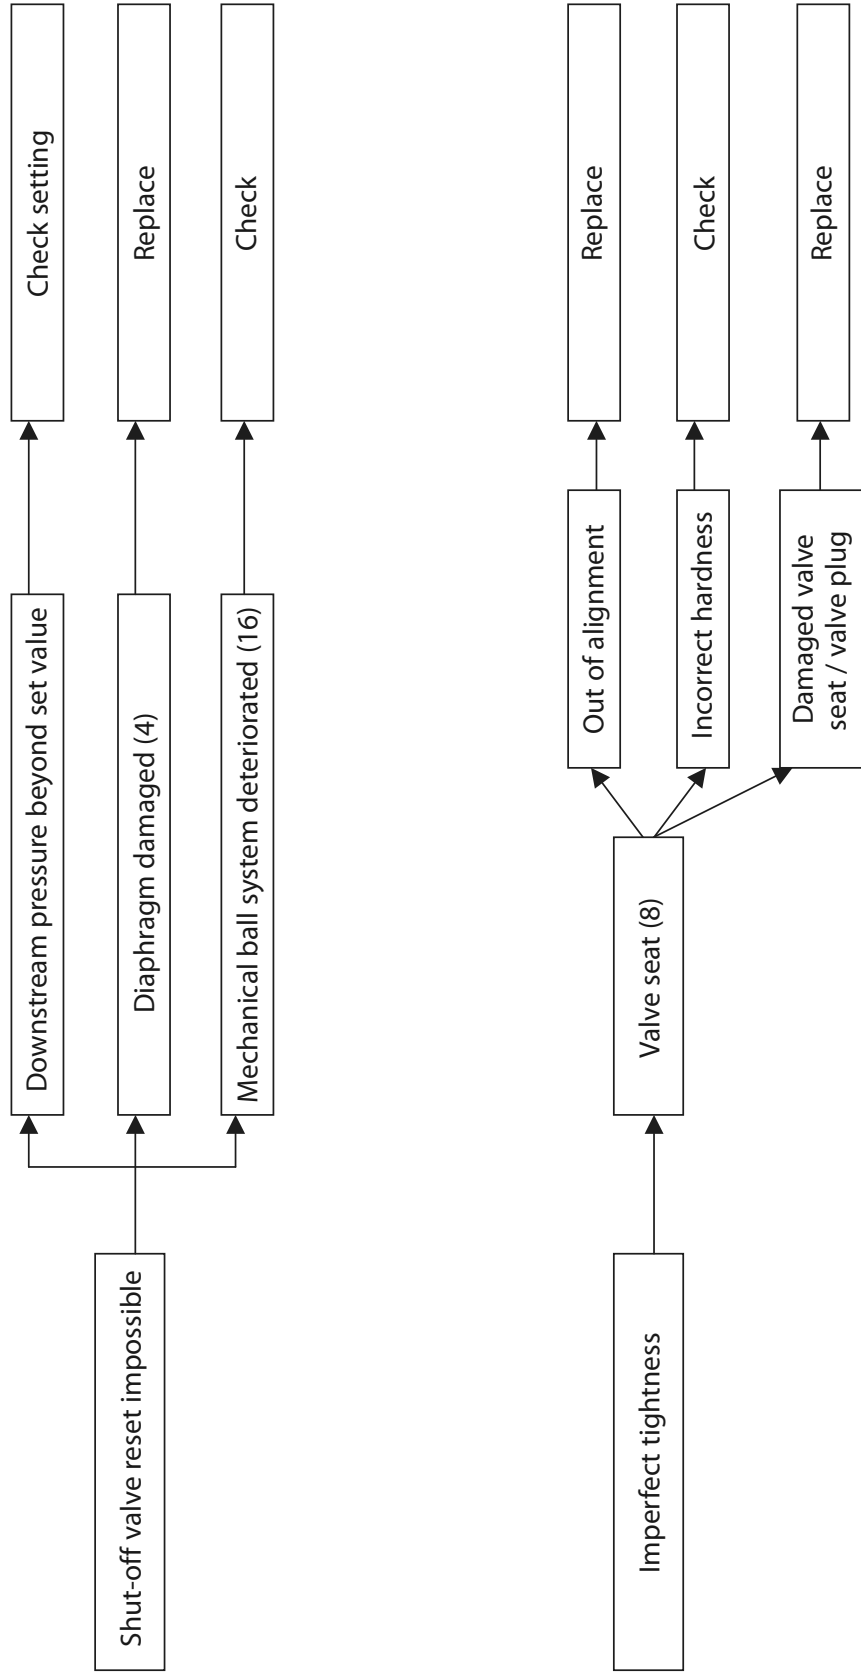 Shut-off valve reset impossible
Downstream pressure beyond set value
Check setting
Diaphragm damaged (4)
Replace
Mechanical ball system deteriorated (16)
Check
Imperfect tightness
Valve seat (8)
Out of alignment
Replace
Incorrect hardness
Check
Damaged valve
seat / valve plug
Replace